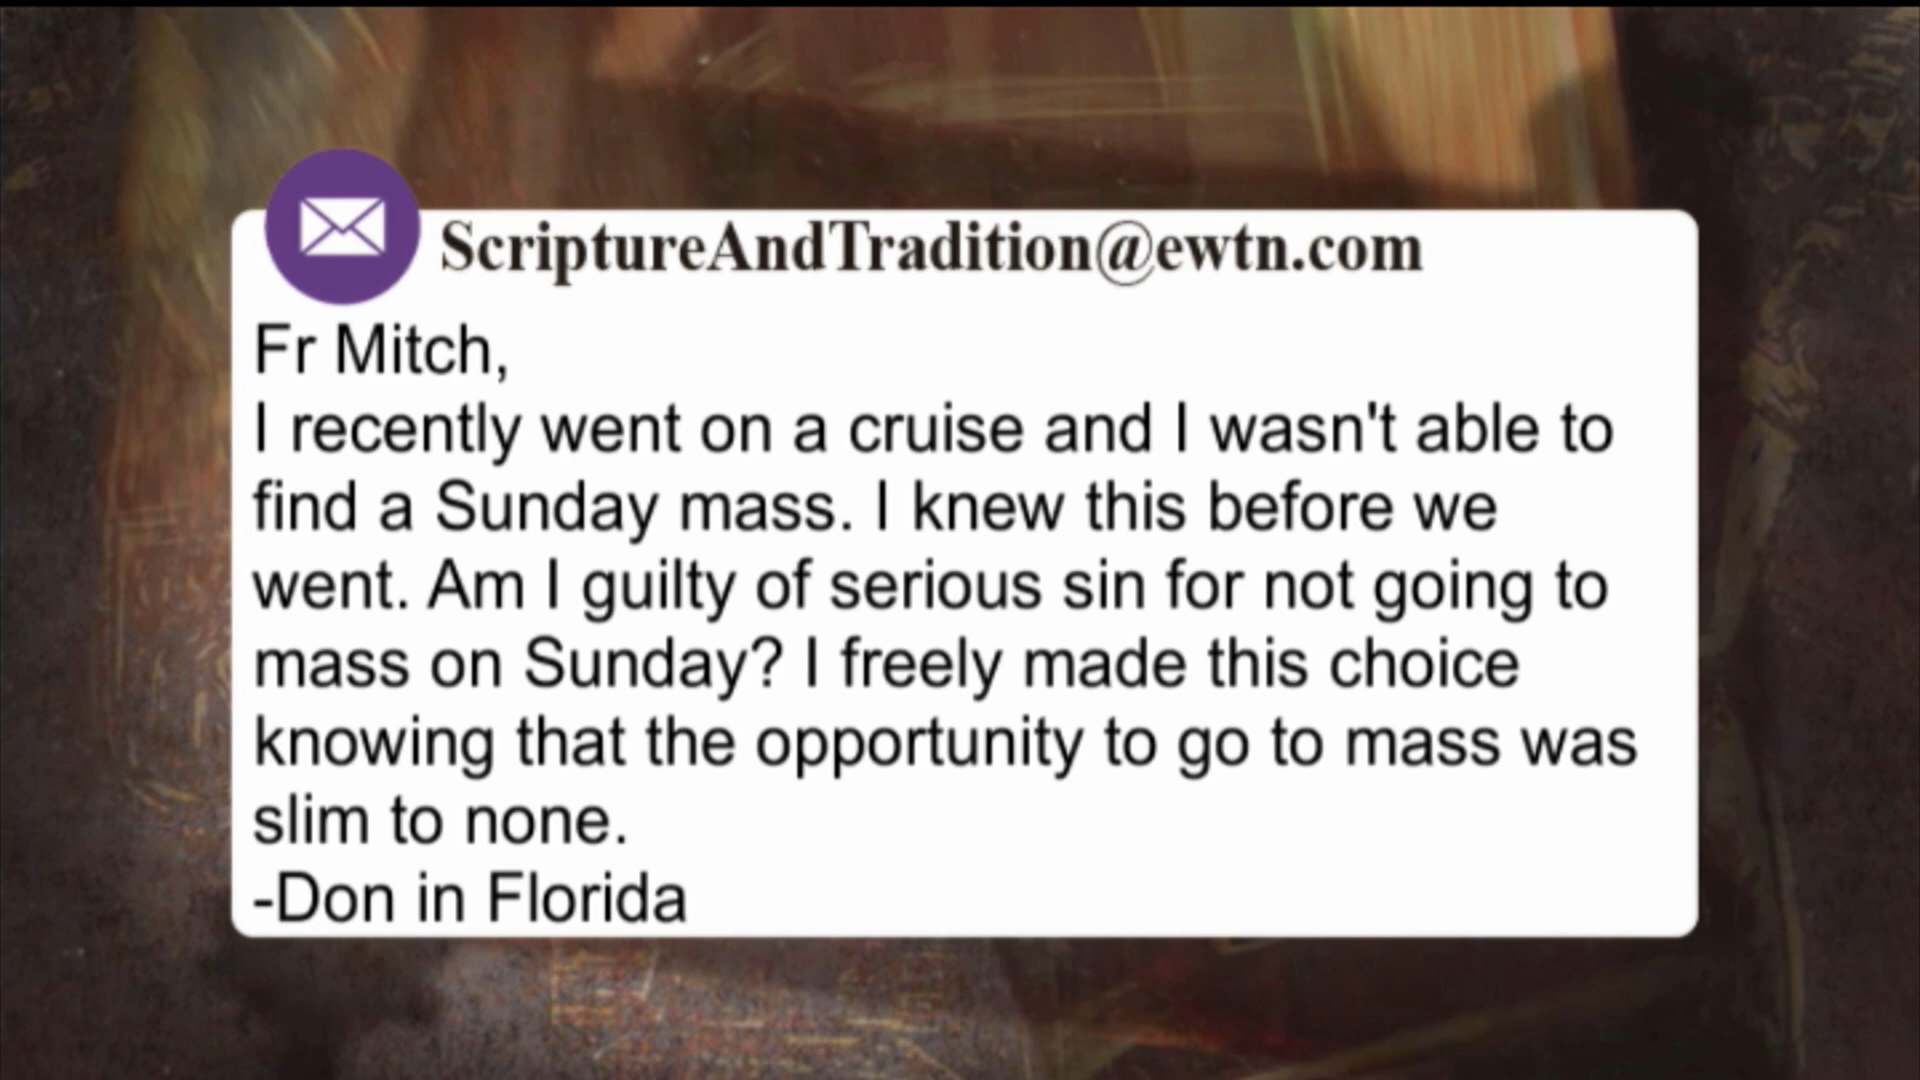 ScriptureAndTradition@ewtn.com
Fr Mitch,
I recently went on a cruise and I wasn't able to
find a Sunday mass. I knew this before we
went. Am I guilty of serious sin for not going to
mass on Sunday? I freely made this choice
knowing that the opportunity to go to mass was
slim to none.
-Don in Florida